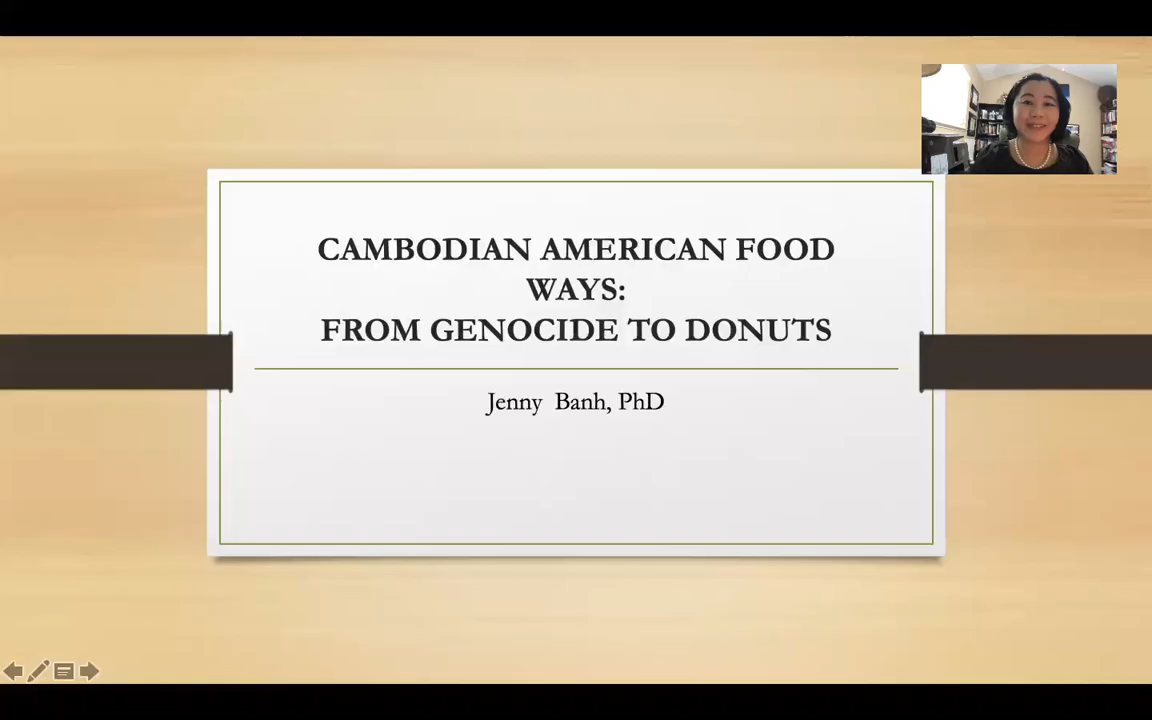 CAMBODIAN AMERICAN FOOD
WAYS:
FROM GENOCIDE TO DONUTS
Jenny Banh, PhD